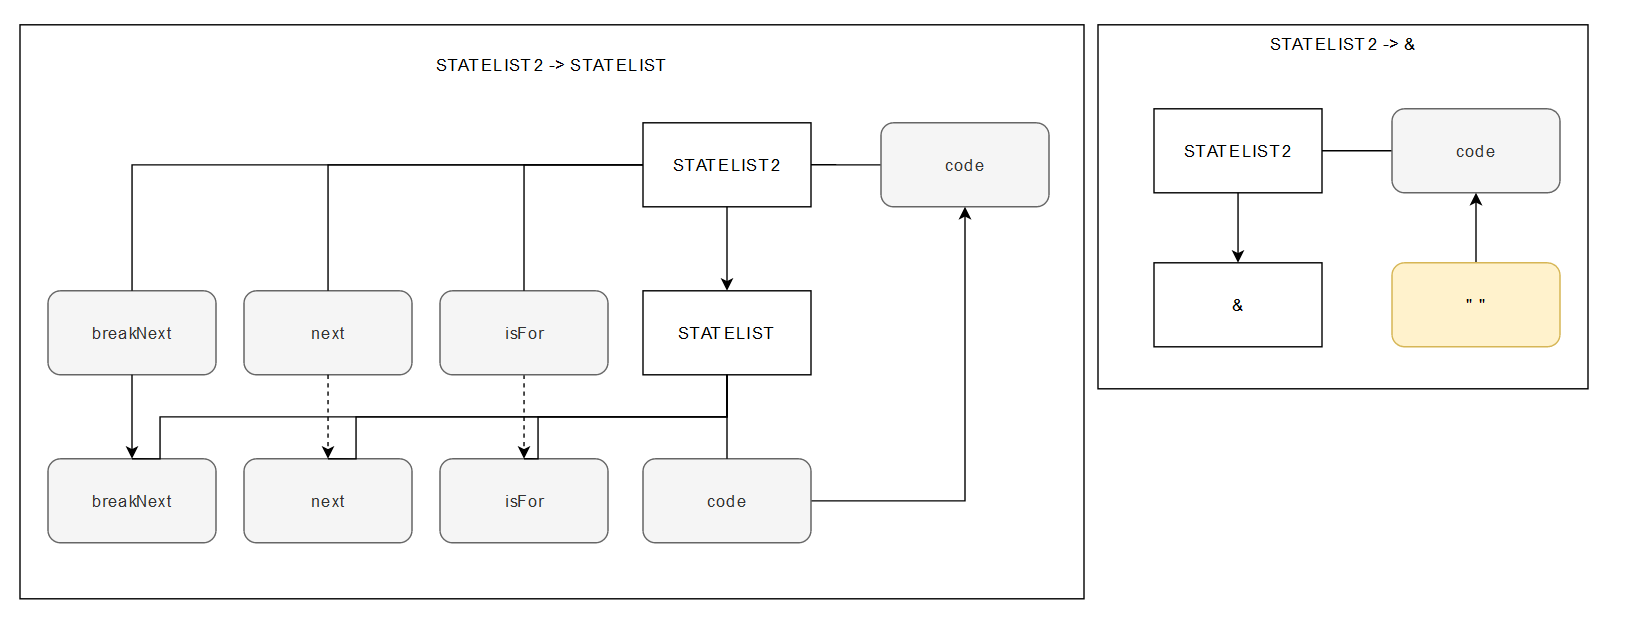 STATELIST2 -> STATELIST
STATELIST2
code
breakNext
next
isFor
STATELIST
breakNext
next
isFor
code
STATELIST2 -> &
STATELIST2
code
&
" "